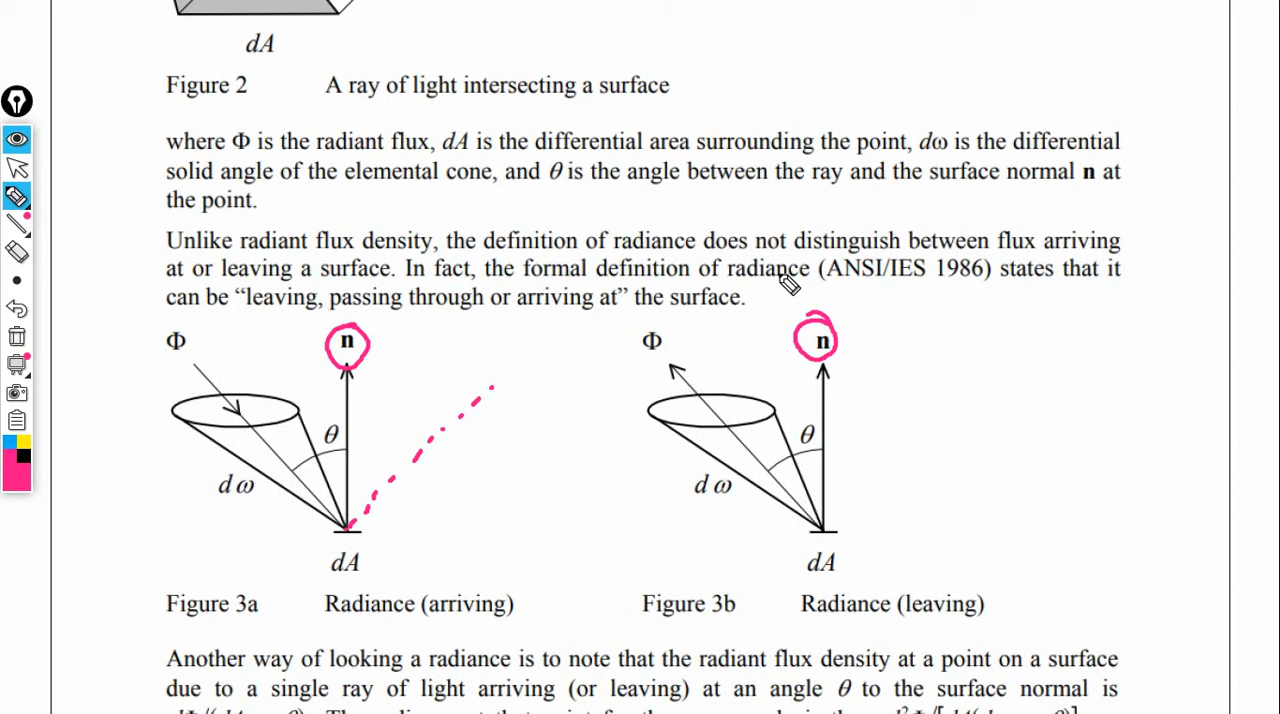 dA
Figure 2 A ray of light intersecting a surface
where Φ is the radiant flux, dA is the differential area surrounding the point, dω is the differential
solid angle of the elemental cone, and θ is the angle between the ray and the surface normal n at
the point.
Unlike radiant flux density, the definition of radiance does not distinguish between flux arriving
at or leaving a surface. In fact, the formal definition of radiance (ANSI/IES 1986) states that it
can be “leaving, passing through or arriving at” the surface.
Φ n Φ n
θ θ
dω dω
dA dA
Figure 3a Radiance (arriving) Figure 3b Radiance (leaving)
Another way of looking a radiance is to note that the radiant flux density at a point on a surface
due to a single ray of light arriving (or leaving) at an angle θ to the surface normal is